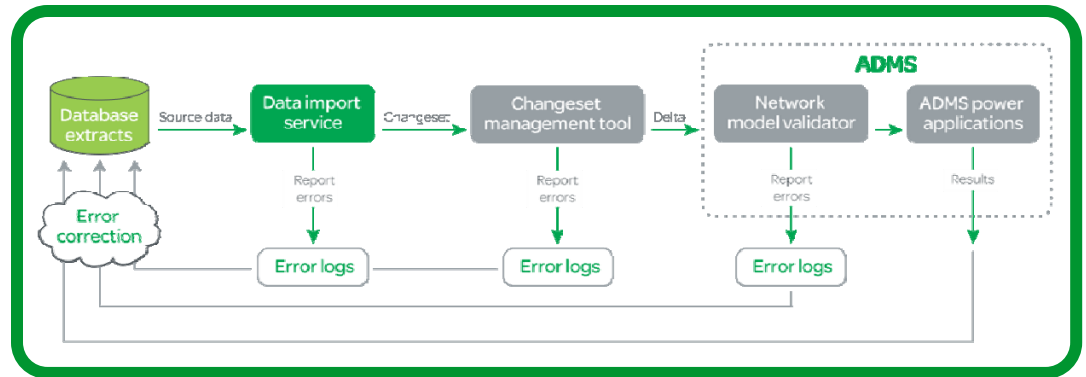 ADMS
Database
extracts
Source data
Data import
service
Changeset
Changeset
management tool
Delta
Network
model validator
ADMS power
applications
Report
errors
Report
errors
Report
errors
Results
Error
correction
Error logs
Error logs
Error logs